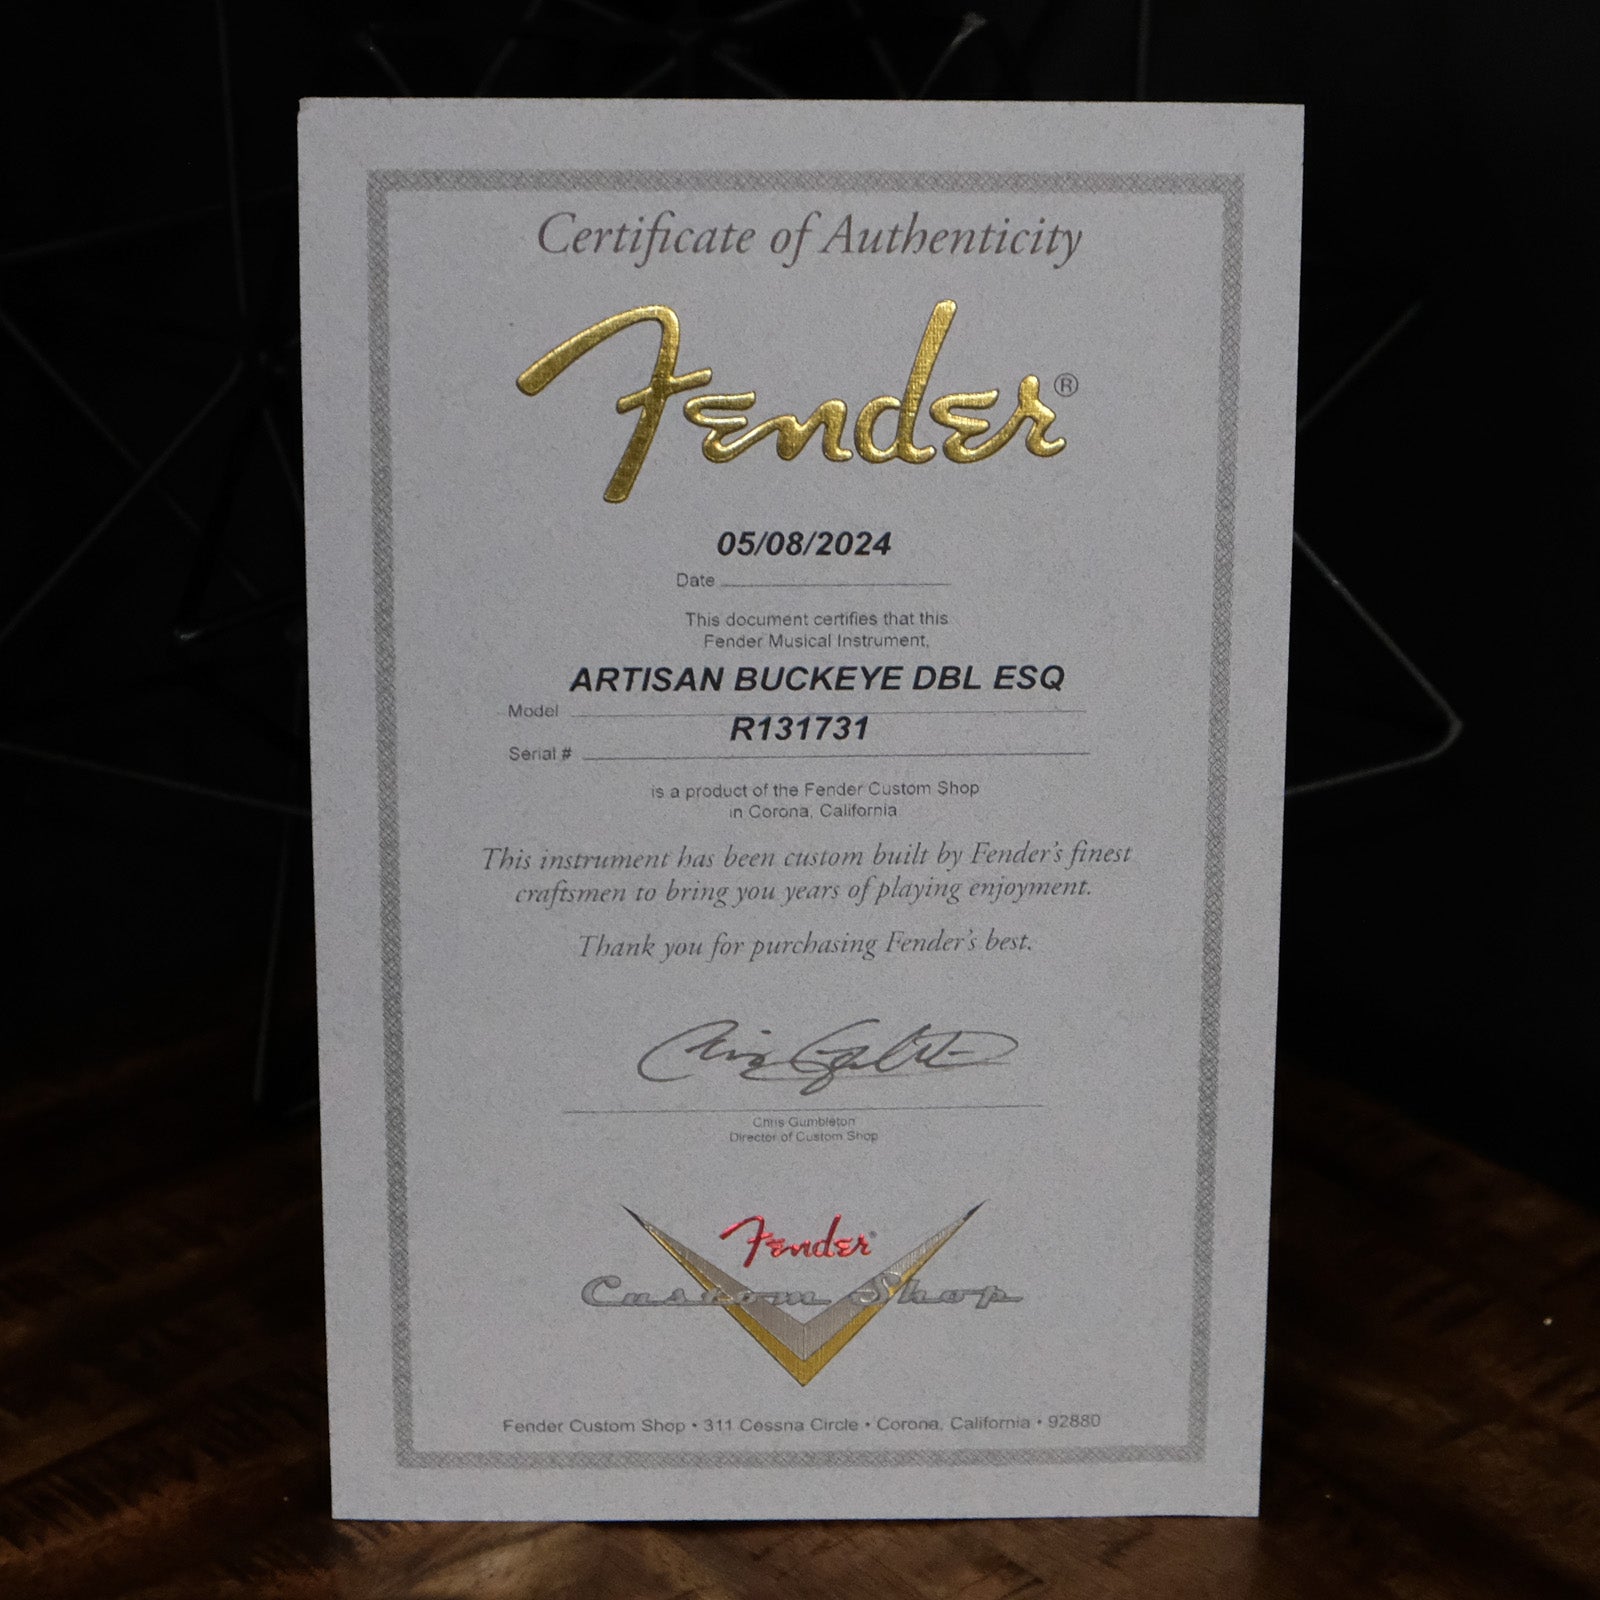 Certificate of Authenticity
Fender®
05/08/2024
Date
This document certifies that this
Fender Musical Instrument,
ARTISAN BUCKEYE DBL ESQ
Model
R131731
Serial #
is a product of the Fender Custom Shop
in Corona, California
This instrument has been custom built by Fender's finest
craftsmen to bring you years of playing enjoyment.
Thank you for purchasing Fender's best.
Chris Gumbleton
Director of Custom Shop
Fender®
Custom Shop
Fender Custom Shop • 311 Cessna Circle • Corona, California • 92880